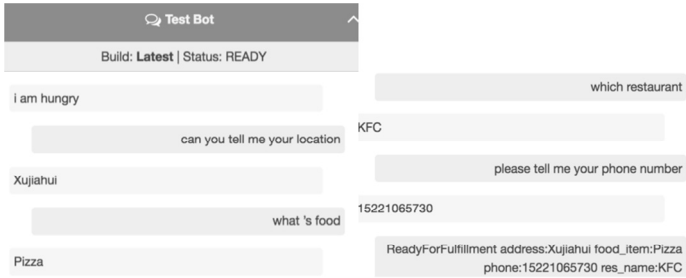 Test Bot
Build: Latest | Status: READY
i am hungry
can you tell me your location
Xujiahui
what 's food
Pizza
which restaurant
KFC
please tell me your phone number
15221065730
ReadyForFulfillment address:Xujiahui food_item:Pizza
phone:15221065730 res_name:KFC